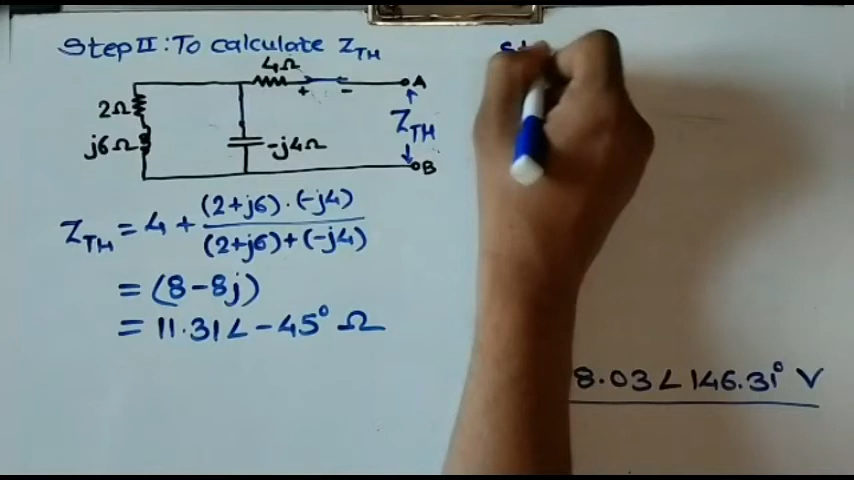 Step II : To calculate Z_TH
4Ω
+ - A
2Ω
j6Ω
-j4Ω
Z_TH
B
Z_TH = 4 + (2+j6)·(-j4) / (2+j6)+(-j4)
= (8-8j)
= 11.31∠-45° Ω
8.03∠146.31° V